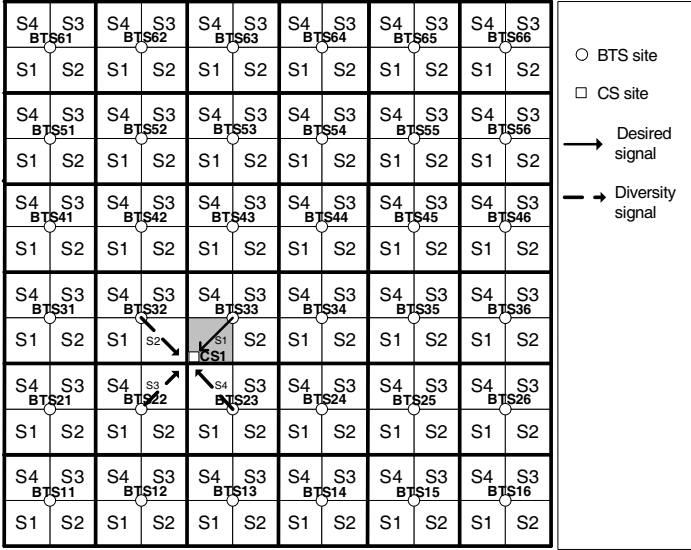 S4 S3 S4 S3 S4 S3 S4 S3 S4 S3 S4 S3
BTS61 BTS62 BTS63 BTS64 BTS65 BTS66
S1 S2 S1 S2 S1 S2 S1 S2 S1 S2 S1 S2
S4 S3 S4 S3 S4 S3 S4 S3 S4 S3 S4 S3
BTS51 BTS52 BTS53 BTS54 BTS55 BTS56
S1 S2 S1 S2 S1 S2 S1 S2 S1 S2 S1 S2
S4 S3 S4 S3 S4 S3 S4 S3 S4 S3 S4 S3
BTS41 BTS42 BTS43 BTS44 BTS45 BTS46
S1 S2 S1 S2 S1 S2 S1 S2 S1 S2 S1 S2
S4 S3 S4 S3 S4 S3 S4 S3 S4 S3 S4 S3
BTS31 BTS32 BTS33 BTS34 BTS35 BTS36
S1 S2 S1 S2 S1 S2 S1 S2 S1 S2 S1 S2
CS1
S4 S3 S4 S3 S4 S3 S4 S3 S4 S3 S4 S3
BTS21 BTS22 BTS23 BTS24 BTS25 BTS26
S1 S2 S1 S2 S1 S2 S1 S2 S1 S2 S1 S2
S4 S3 S4 S3 S4 S3 S4 S3 S4 S3 S4 S3
BTS11 BTS12 BTS13 BTS14 BTS15 BTS16
S1 S2 S1 S2 S1 S2 S1 S2 S1 S2 S1 S2
BTS site
CS site
Desired
signal
Diversity
signal